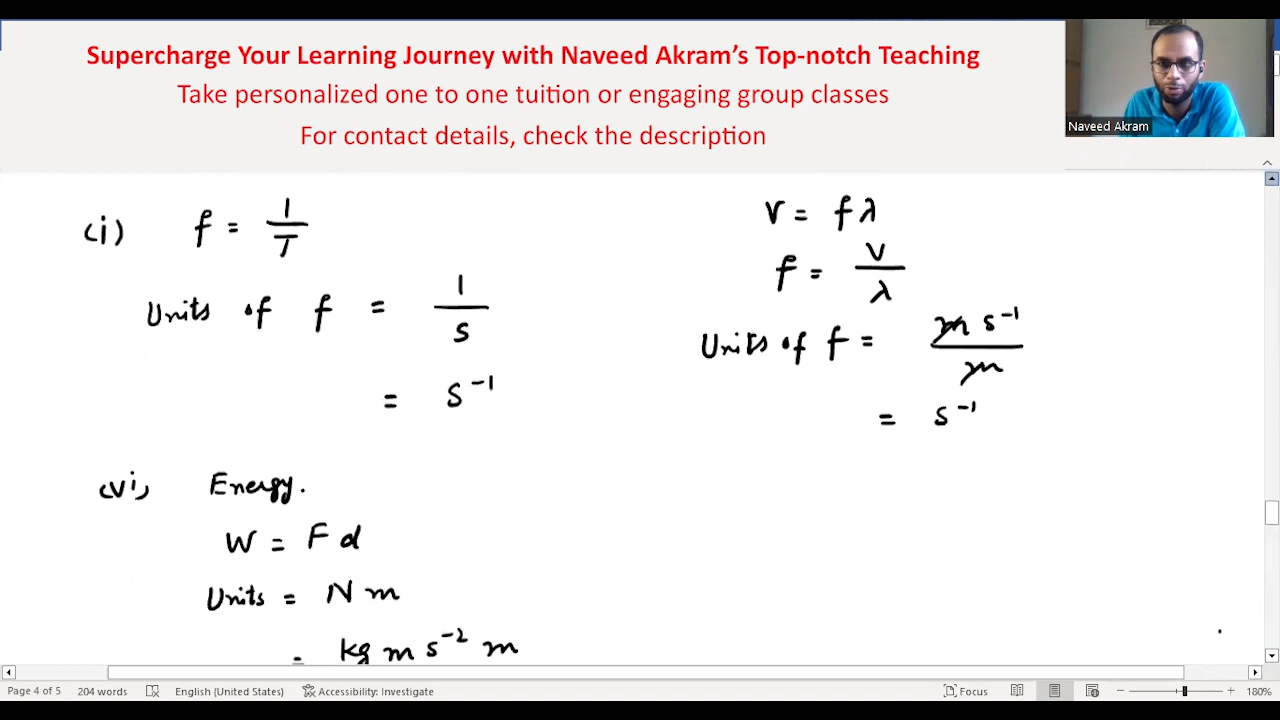 Supercharge Your Learning Journey with Naveed Akram’s Top-notch Teaching
Take personalized one to one tuition or engaging group classes
For contact details, check the description
Naveed Akram
(i) f = 1/T
Units of f = 1/s
= s⁻¹
v = fλ
f = v/λ
Units of f = m s⁻¹/m
= s⁻¹
(vi) Energy.
W = F d
Units = N m
= kg m s⁻² m
Page 4 of 5 204 words English (United States) Accessibility: Investigate Focus 180%